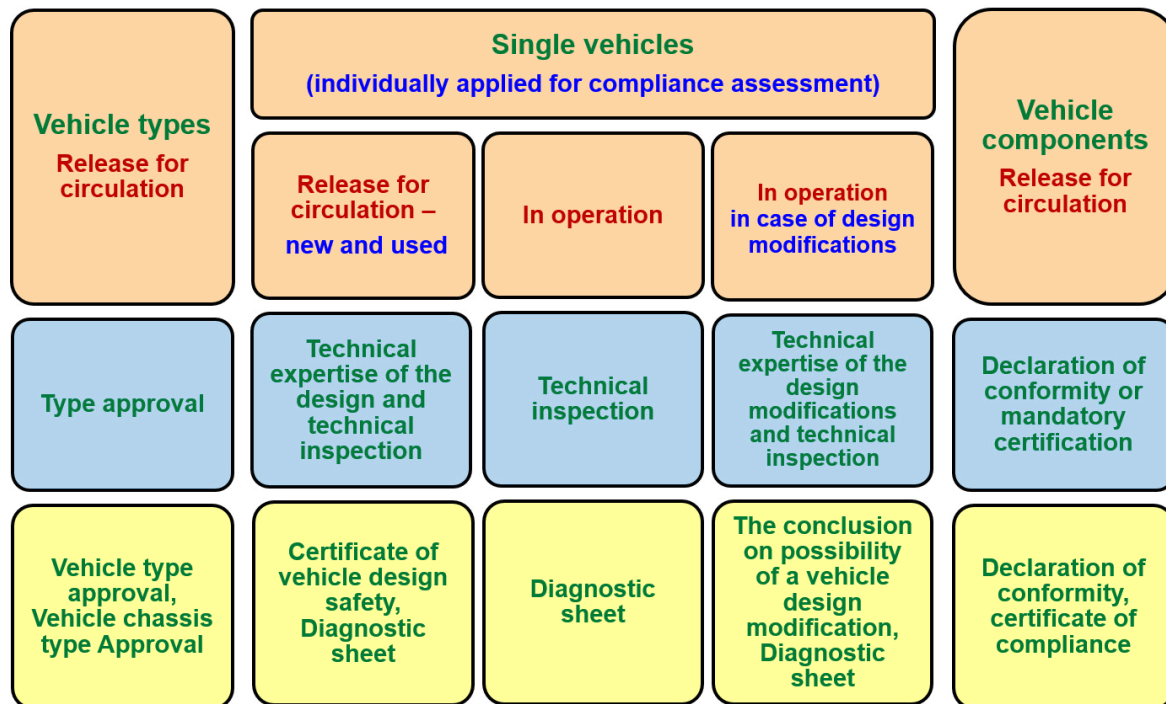 Vehicle types
Release for
circulation
Single vehicles
(individually applied for compliance assessment)
Release for
circulation –
new and used
In operation
In operation
in case of design
modifications
Vehicle
components
Release for
circulation
Type approval
Technical
expertise of the
design and
technical
inspection
Technical
inspection
Technical
expertise of the
design
modifications
and technical
inspection
Declaration of
conformity or
mandatory
certification
Vehicle type
approval,
Vehicle chassis
type Approval
Certificate of
vehicle design
safety,
Diagnostic
sheet
Diagnostic
sheet
The conclusion
on possibility
of a vehicle
design
modification,
Diagnostic
sheet
Declaration of
conformity,
certificate of
compliance